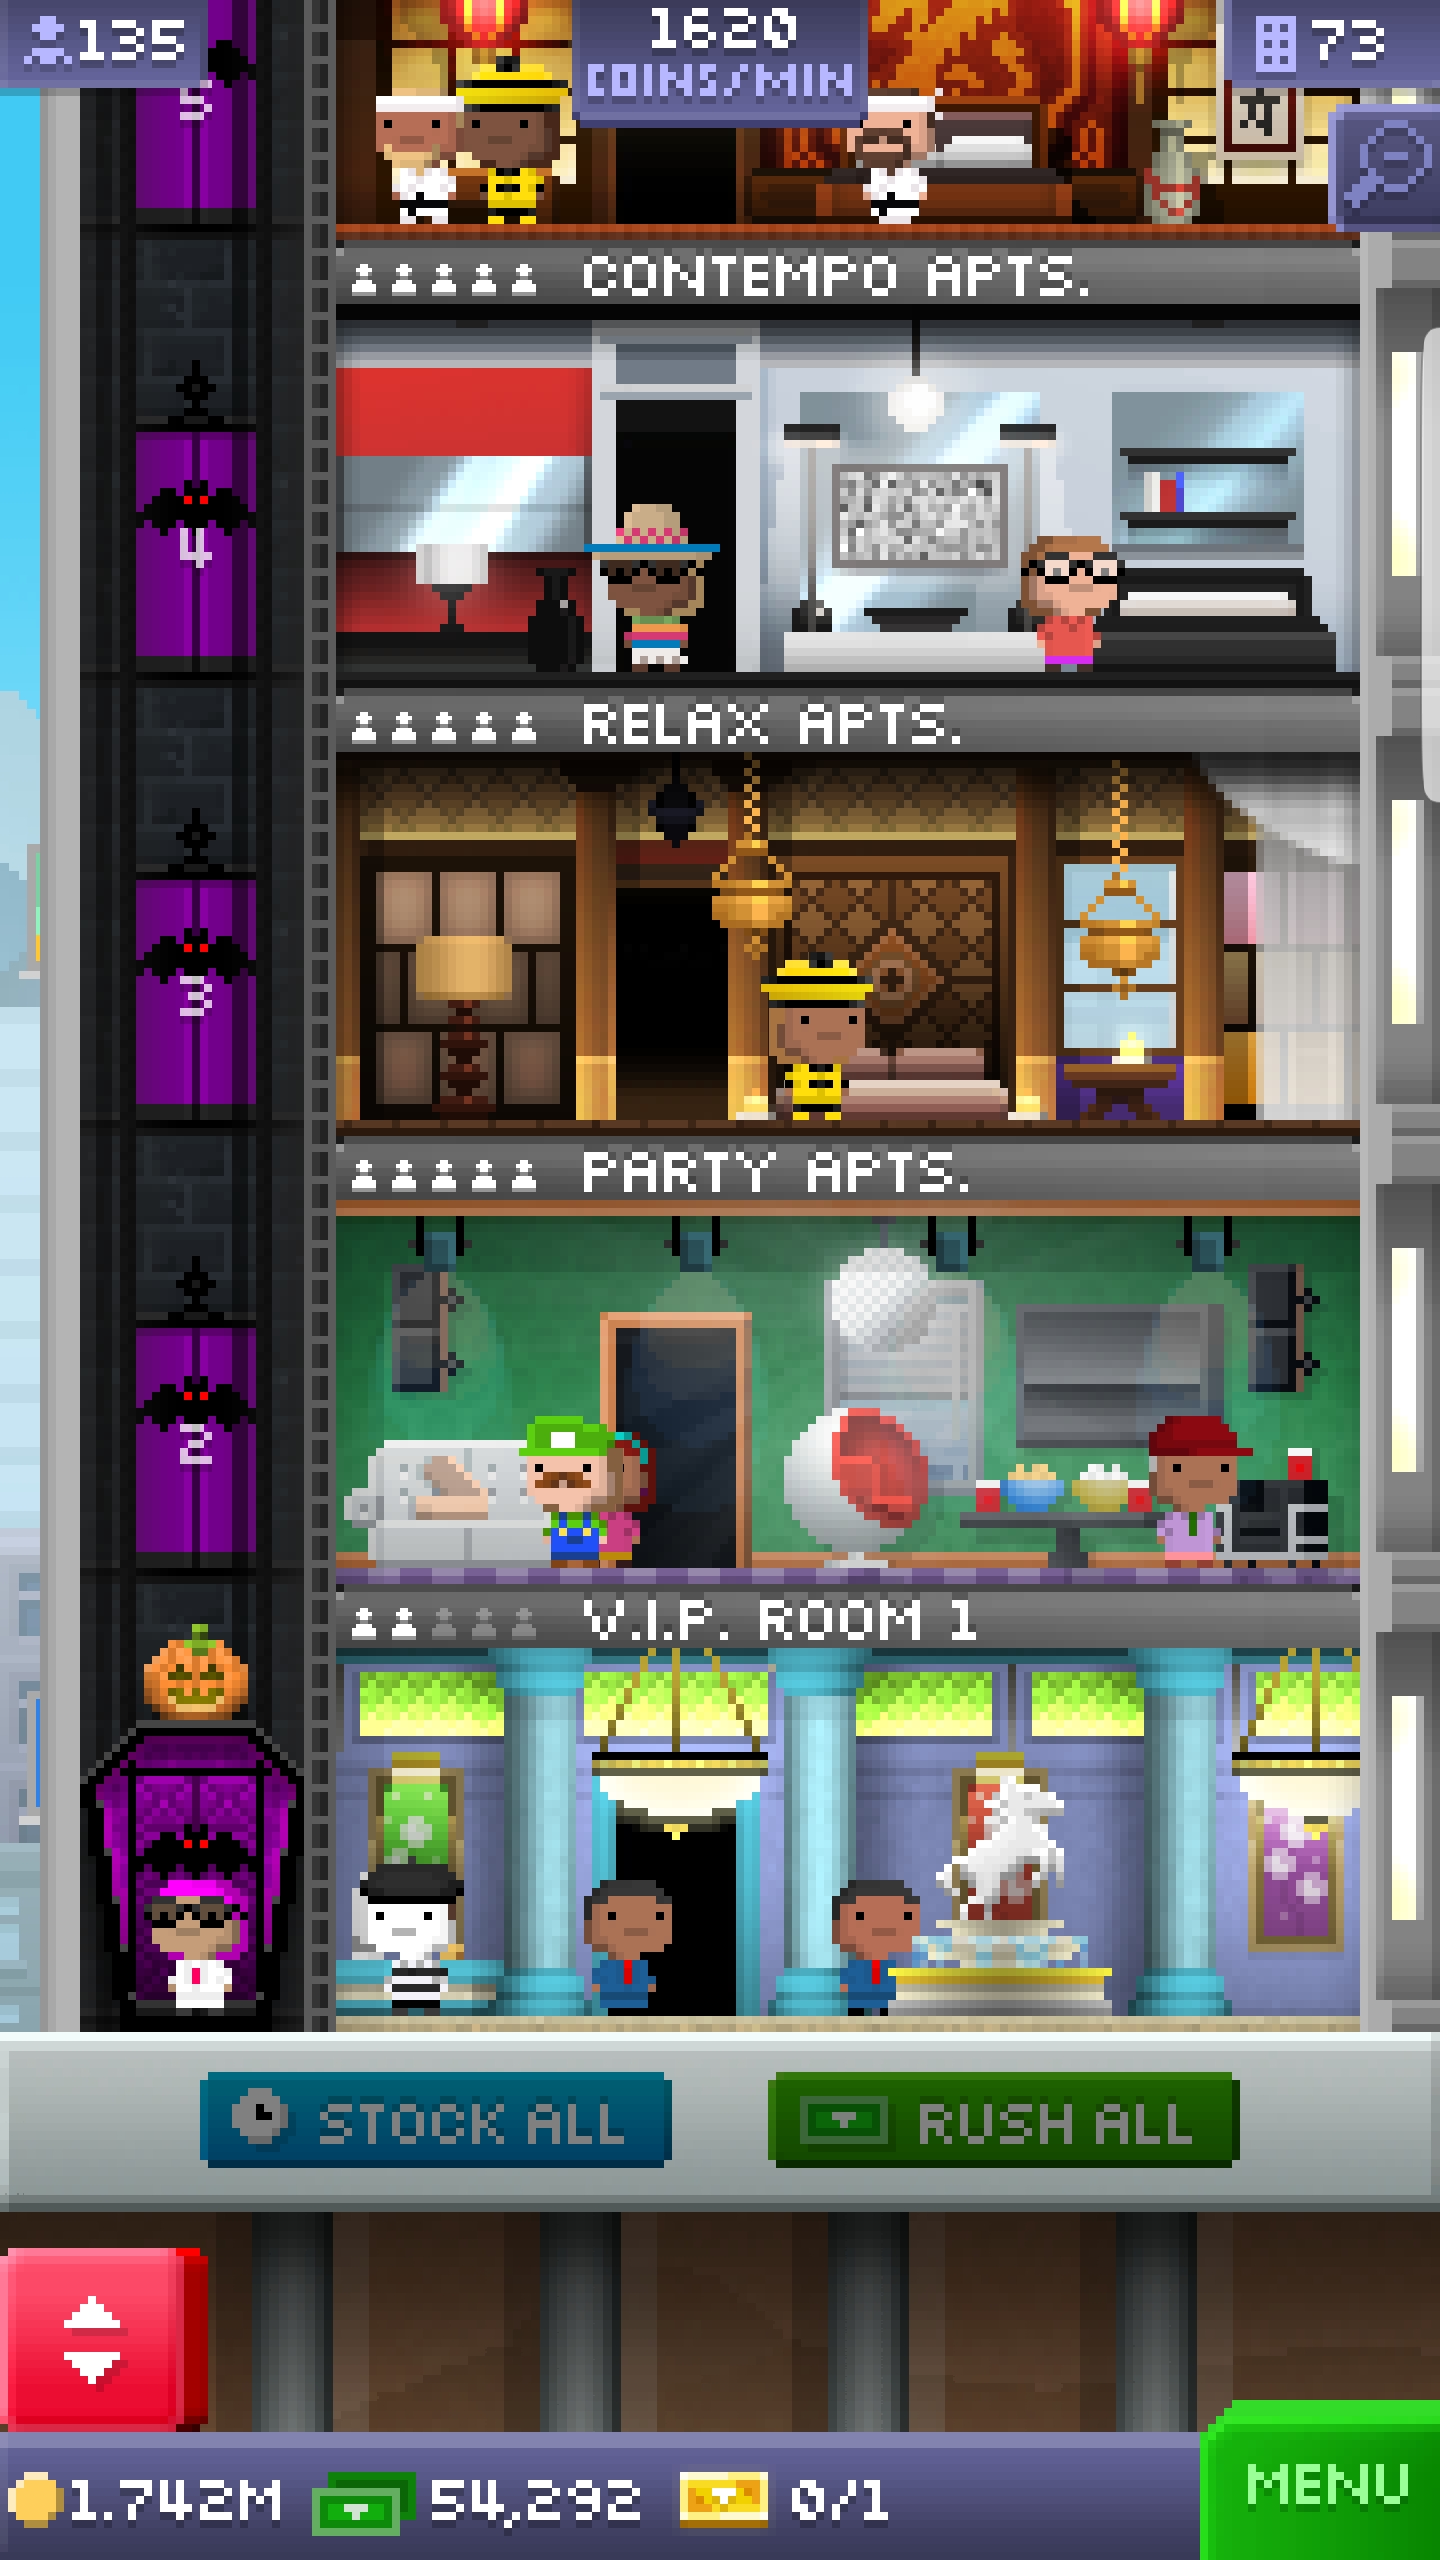 135
1620
COINS/MIN
73
5
CONTEMPO APTS.
4
RELAX APTS.
3
PARTY APTS.
2
V.I.P. ROOM 1
STOCK ALL
RUSH ALL
1.742M
54,292
0/1
MENU